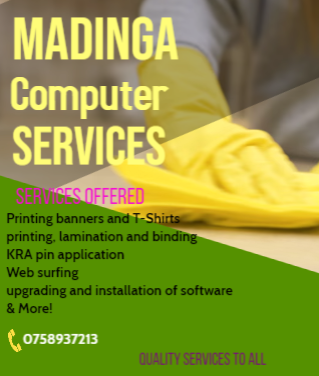 MADINGA
Computer
SERVICES
SERVICES OFFERED
Printing banners and T-Shirts
printing, lamination and binding
KRA pin application
Web surfing
upgrading and installation of software
& More!
0758937213
QUALITY SERVICES TO ALL